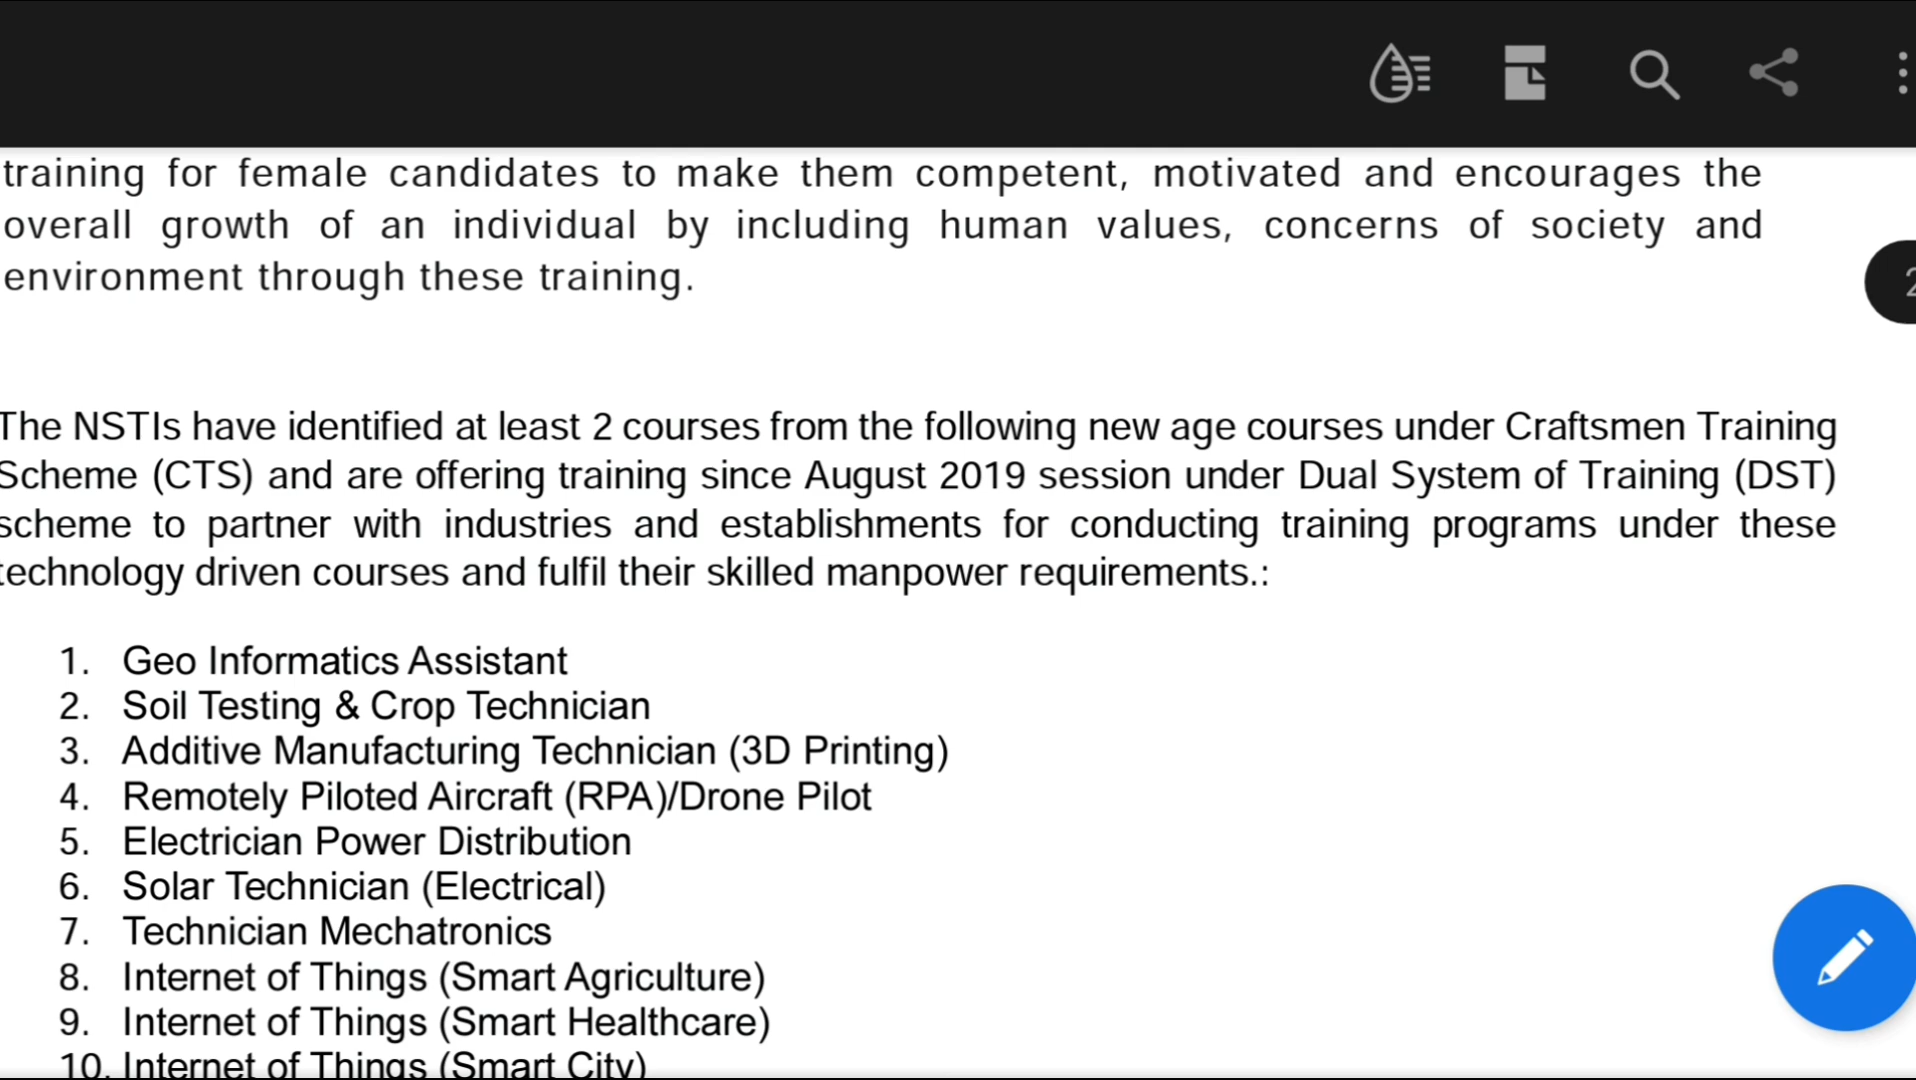 training for female candidates to make them competent, motivated and encourages the
overall growth of an individual by including human values, concerns of society and
environment through these training.
2
The NSTIs have identified at least 2 courses from the following new age courses under Craftsmen Training
Scheme (CTS) and are offering training since August 2019 session under Dual System of Training (DST)
scheme to partner with industries and establishments for conducting training programs under these
technology driven courses and fulfil their skilled manpower requirements.:
1. Geo Informatics Assistant
2. Soil Testing & Crop Technician
3. Additive Manufacturing Technician (3D Printing)
4. Remotely Piloted Aircraft (RPA)/Drone Pilot
5. Electrician Power Distribution
6. Solar Technician (Electrical)
7. Technician Mechatronics
8. Internet of Things (Smart Agriculture)
9. Internet of Things (Smart Healthcare)
10. Internet of Things (Smart City)